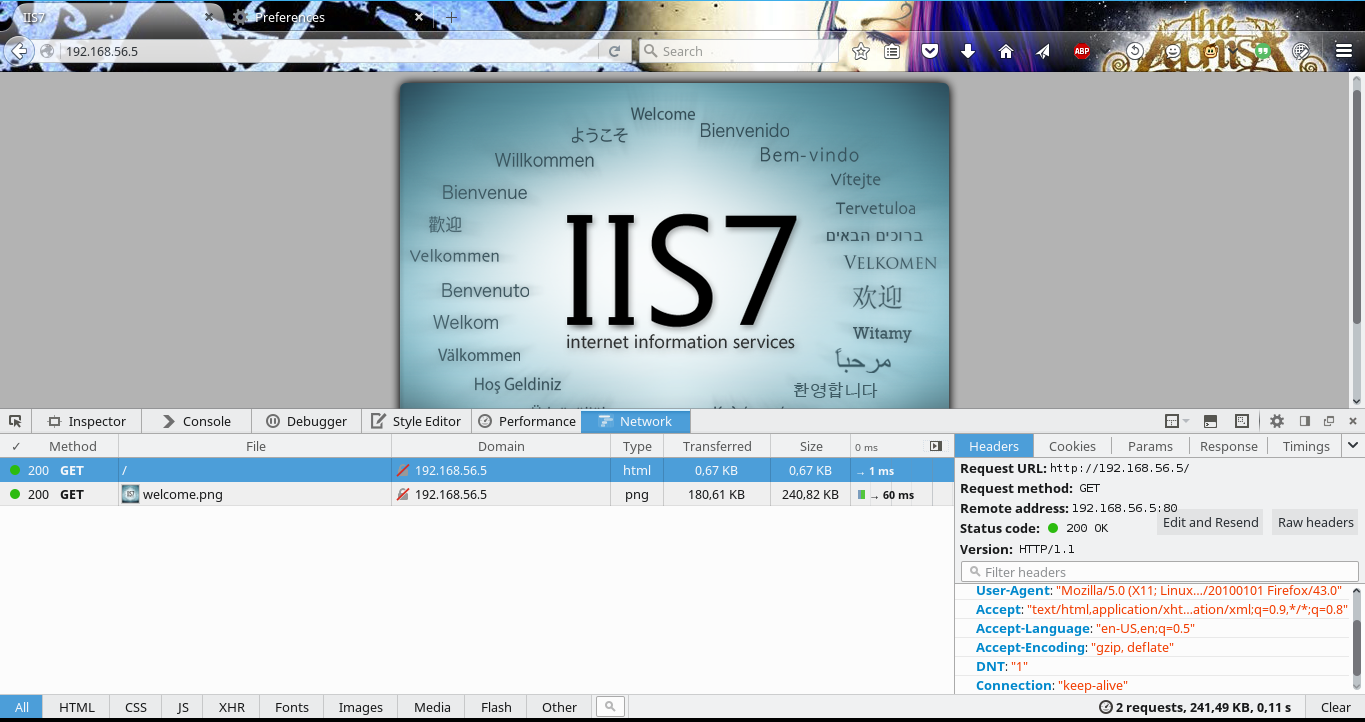 IIS7
Preferences
192.168.56.5
Search
ABP
the
Welcome
ようこそ
Bienvenido
Willkommen
Bem-vindo
Vítejte
Bienvenue
Tervetuloa
歡迎
ברוכים הבאים
Velkommen
VELKOMEN
IIS7
Benvenuto
欢迎
Welkom
Witamy
internet information services
Välkommen
مرحباً
Hoş Geldiniz
환영합니다
Inspector Console Debugger Style Editor Performance Network
✓ Method File Domain Type Transferred Size 0 ms
200 GET / 192.168.56.5 html 0,67 KB 0,67 KB → 1 ms
200 GET welcome.png 192.168.56.5 png 180,61 KB 240,82 KB → 60 ms
Headers Cookies Params Response Timings
Request URL: http://192.168.56.5/
Request method: GET
Remote address: 192.168.56.5:80
Status code: 200 OK
Edit and Resend Raw headers
Version: HTTP/1.1
Filter headers
User-Agent: "Mozilla/5.0 (X11; Linux…/20100101 Firefox/43.0"
Accept: "text/html,application/xht…ation/xml;q=0.9,*/*;q=0.8"
Accept-Language: "en-US,en;q=0.5"
Accept-Encoding: "gzip, deflate"
DNT: "1"
Connection: "keep-alive"
All HTML CSS JS XHR Fonts Images Media Flash Other
2 requests, 241,49 KB, 0,11 s Clear